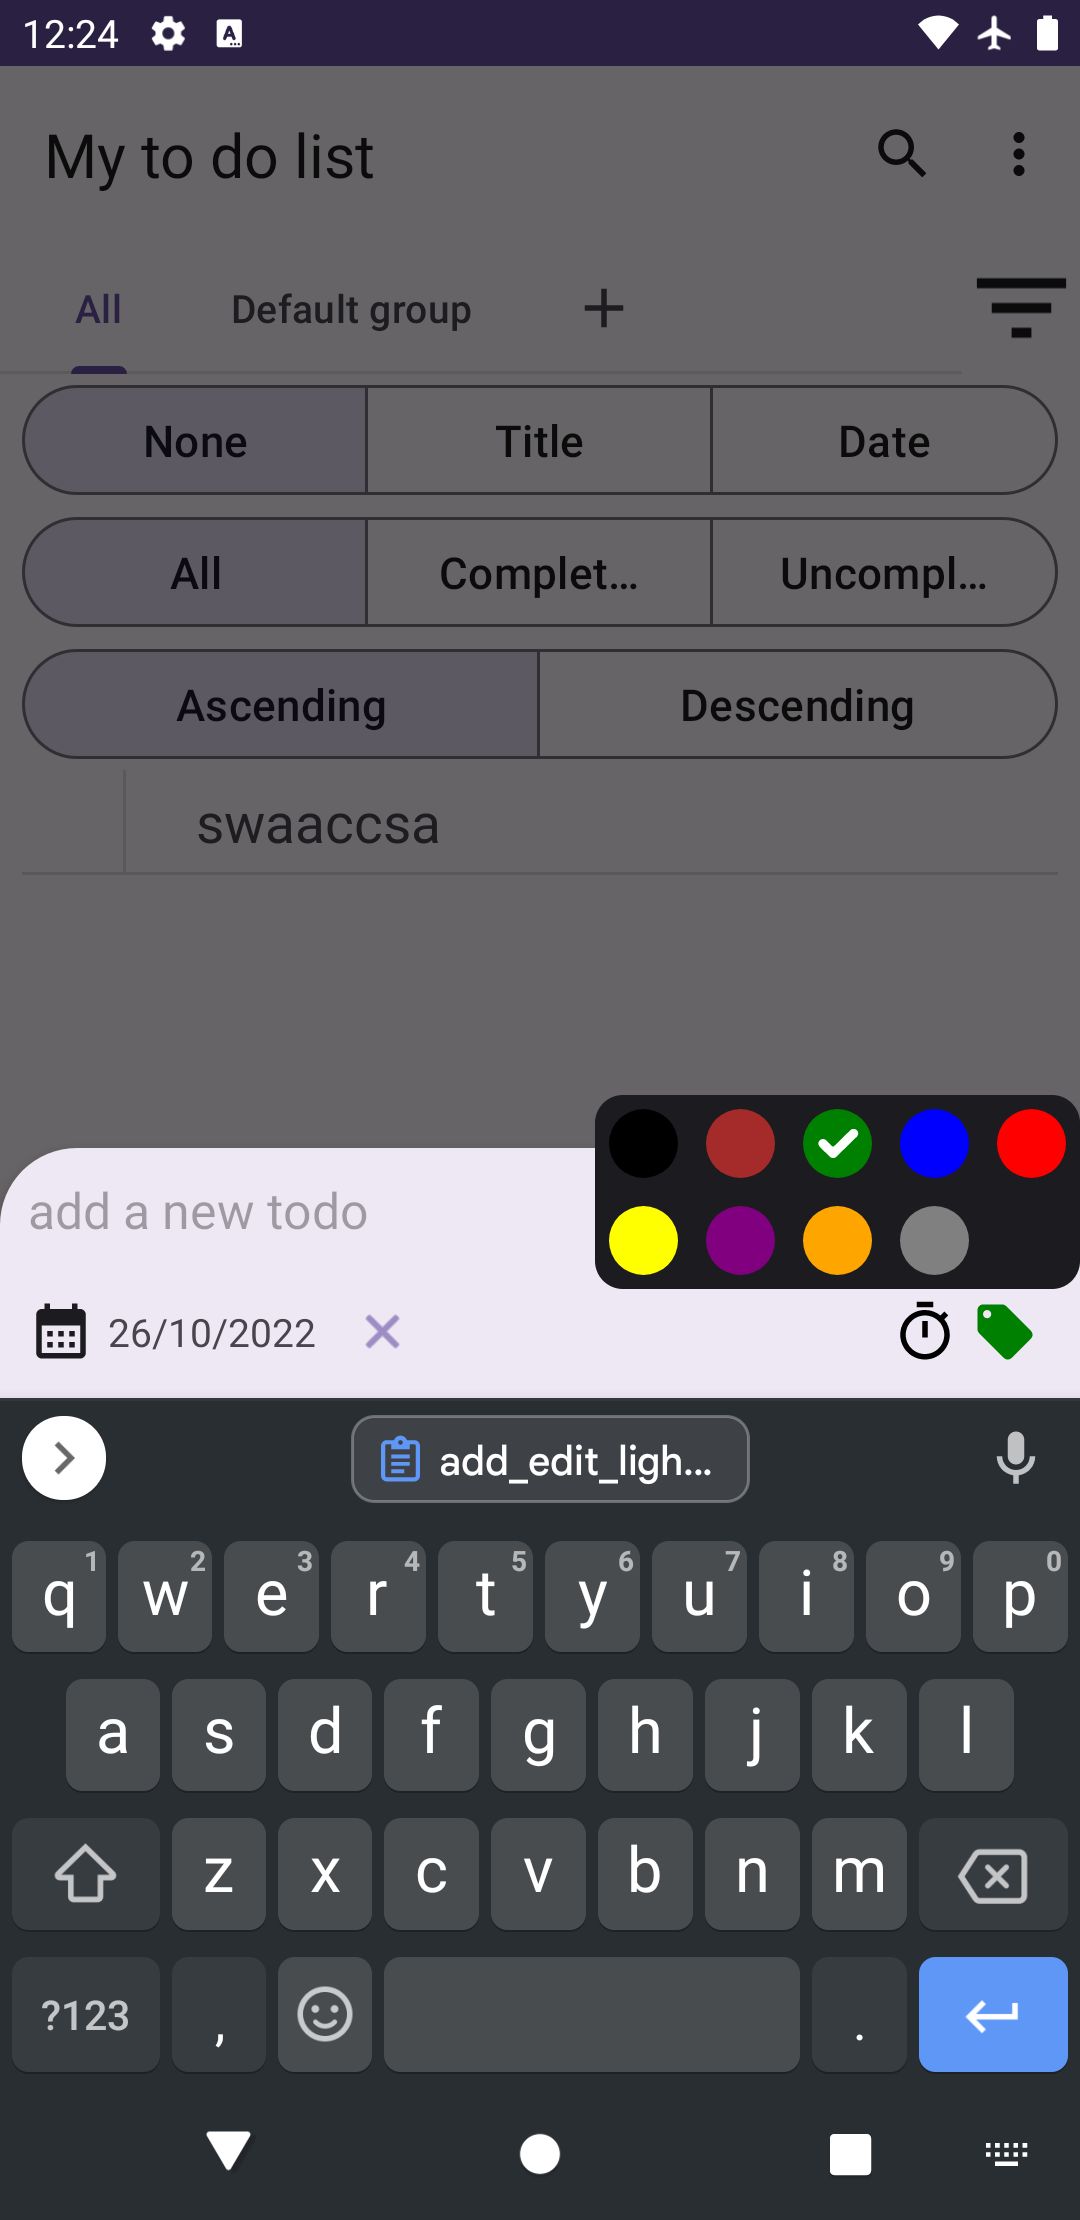 12:24
My to do list
All Default group +
None Title Date
All Complet... Uncompl...
Ascending Descending
swaaccsa
add a new todo
26/10/2022
add_edit_ligh...
q1 w2 e3 r4 t5 y6 u7 i8 o9 p0
a s d f g h j k l
z x c v b n m
?123 , .